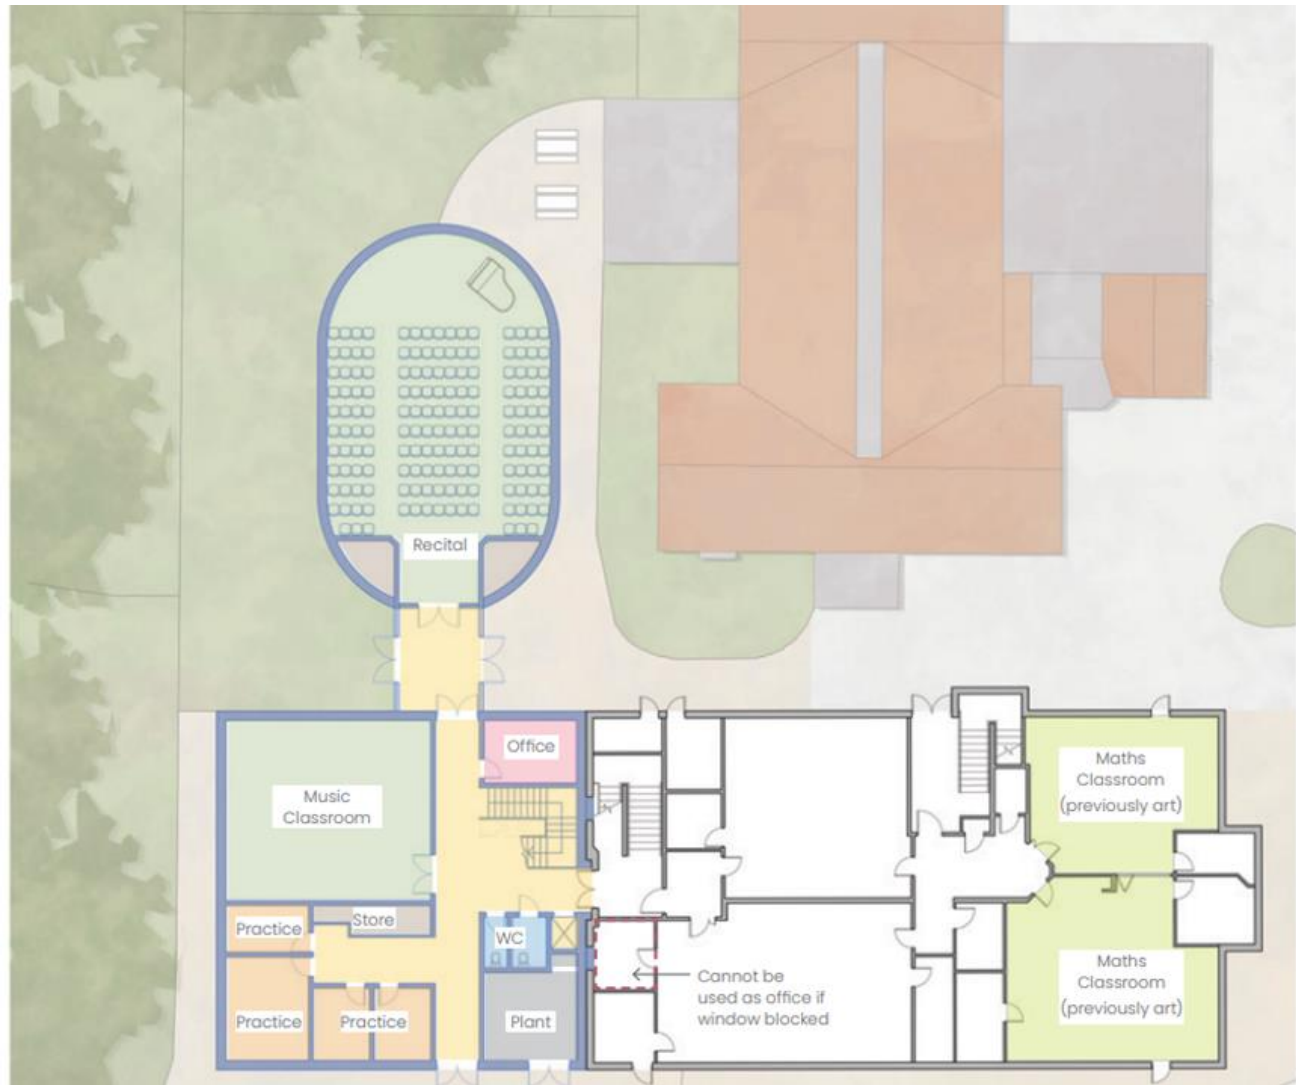 Recital
Office
Music
Classroom
Maths
Classroom
(previously art)
Practice
Store
WC
Cannot be
used as office if
window blocked
Maths
Classroom
(previously art)
Practice
Practice
Plant